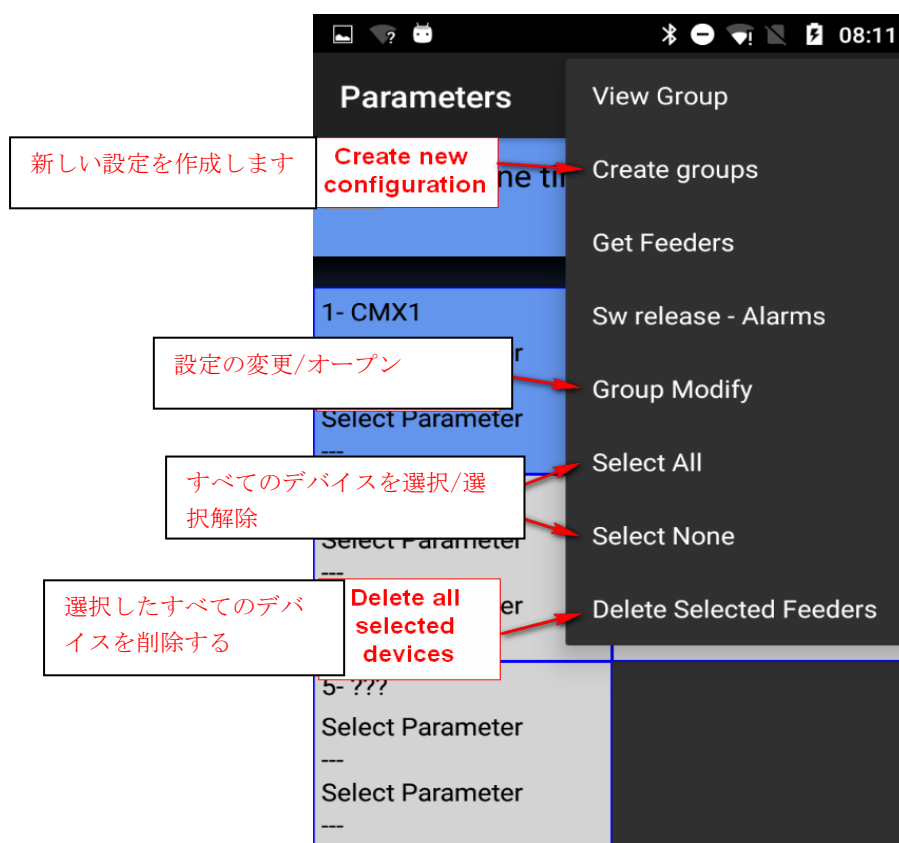 08:11
Parameters
View Group
新しい設定を作成します
Create new
configuration
ne ti
Create groups
Get Feeders
1- CMX1
Sw release - Alarms
設定の変更/オープン
r
Group Modify
Select Parameter
---
Select All
すべてのデバイスを選択/選
択解除
Select None
Select Parameter
---
選択したすべてのデバ
イスを削除する
Delete all
selected
devices
er
Delete Selected Feeders
5- ???
Select Parameter
---
Select Parameter
---